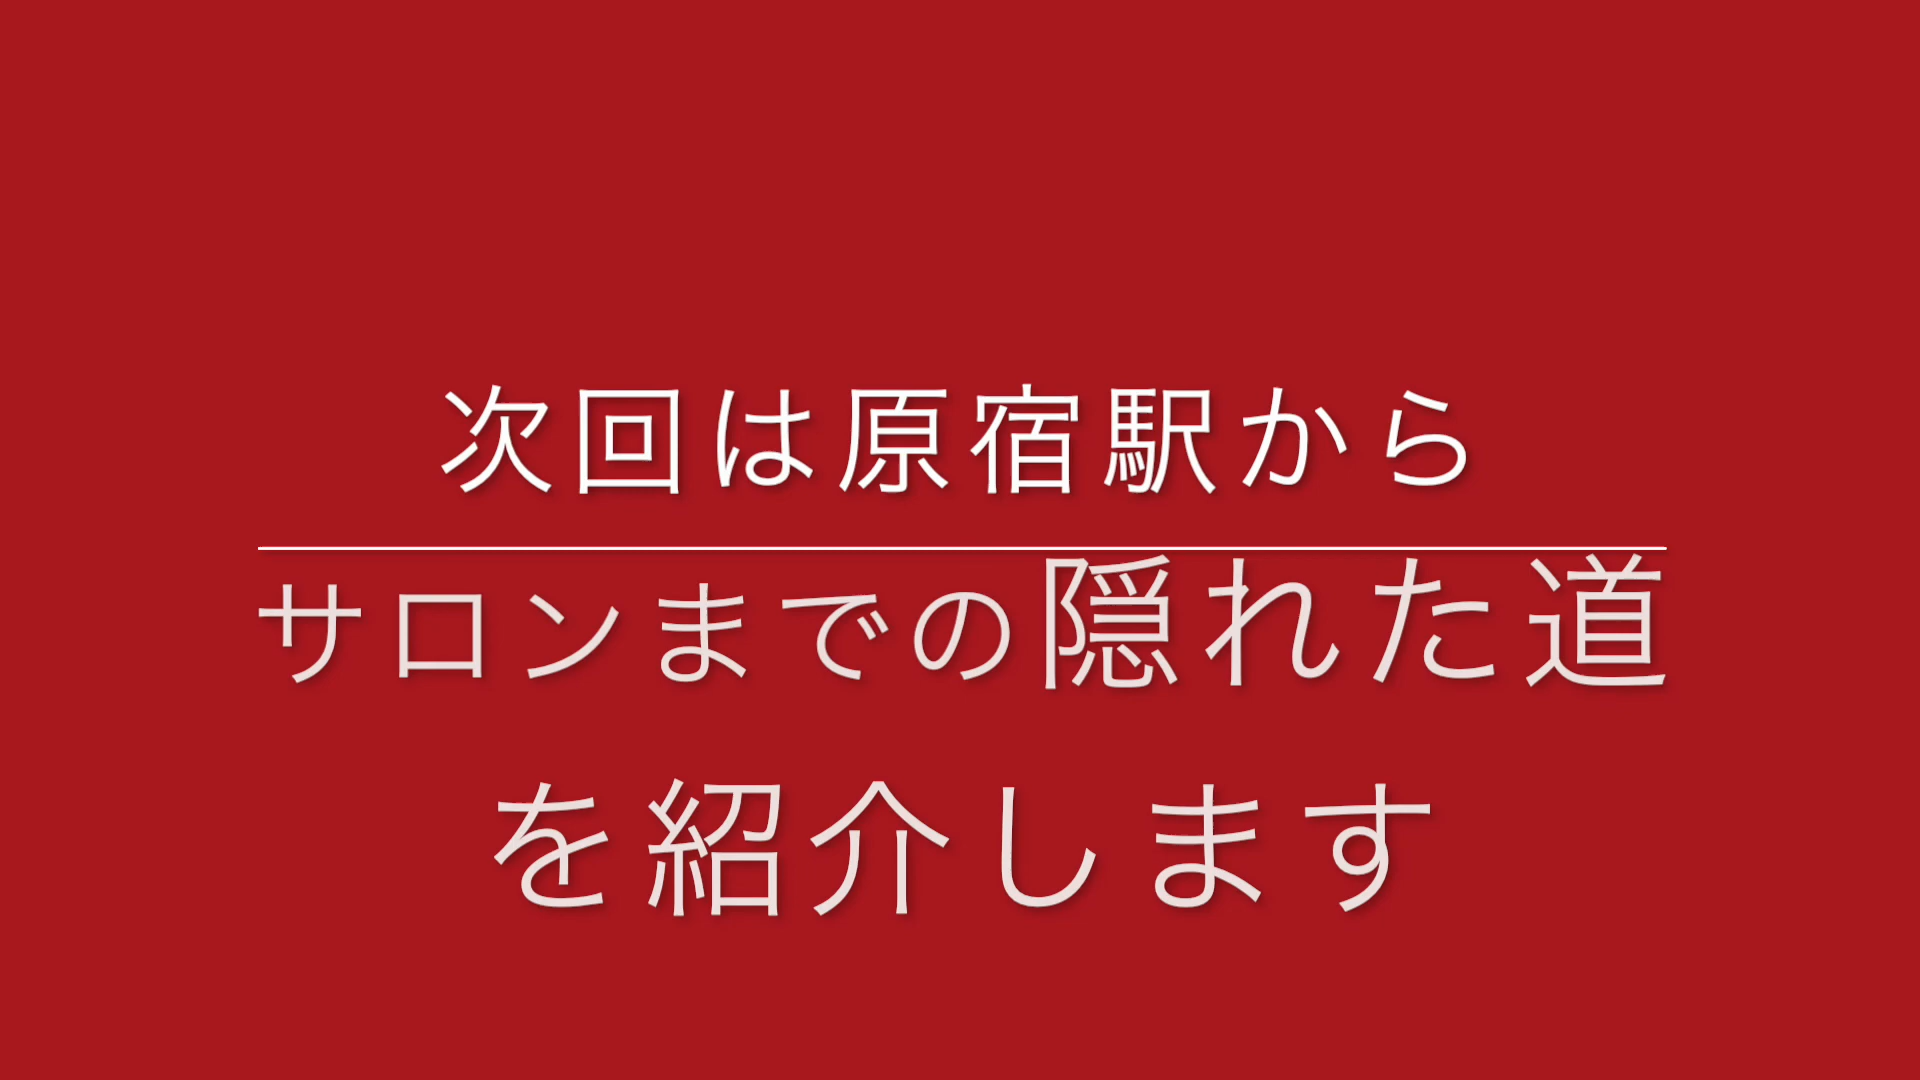 次回は原宿駅から
サロンまでの隠れた道
を紹介します